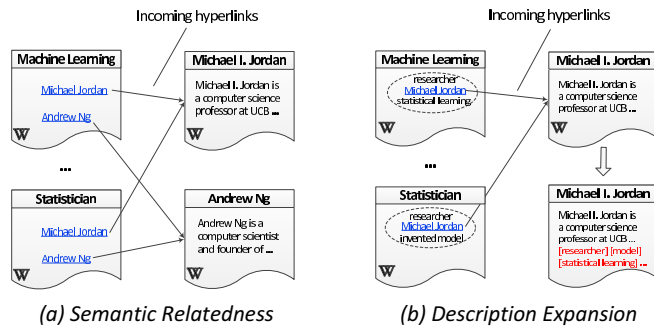 Incoming hyperlinks
Machine Learning
Michael Jordan
Andrew Ng
W
...
Statistician
Michael Jordan
Andrew Ng
W
Michael I. Jordan
Michael I. Jordan is
a computer science
professor at UCB ...
W
Andrew Ng
Andrew Ng is a
computer scientist
and founder of ...
W
(a) Semantic Relatedness
Incoming hyperlinks
Machine Learning
researcher
Michael Jordan
statistical learning
W
...
Statistician
researcher
Michael Jordan
invented model
W
Michael I. Jordan
Michael I. Jordan is
a computer science
professor at UCB ...
W
Michael I. Jordan
Michael I. Jordan is
a computer science
professor at UCB ...
[researcher] [model]
[statistical learning] ...
W
(b) Description Expansion